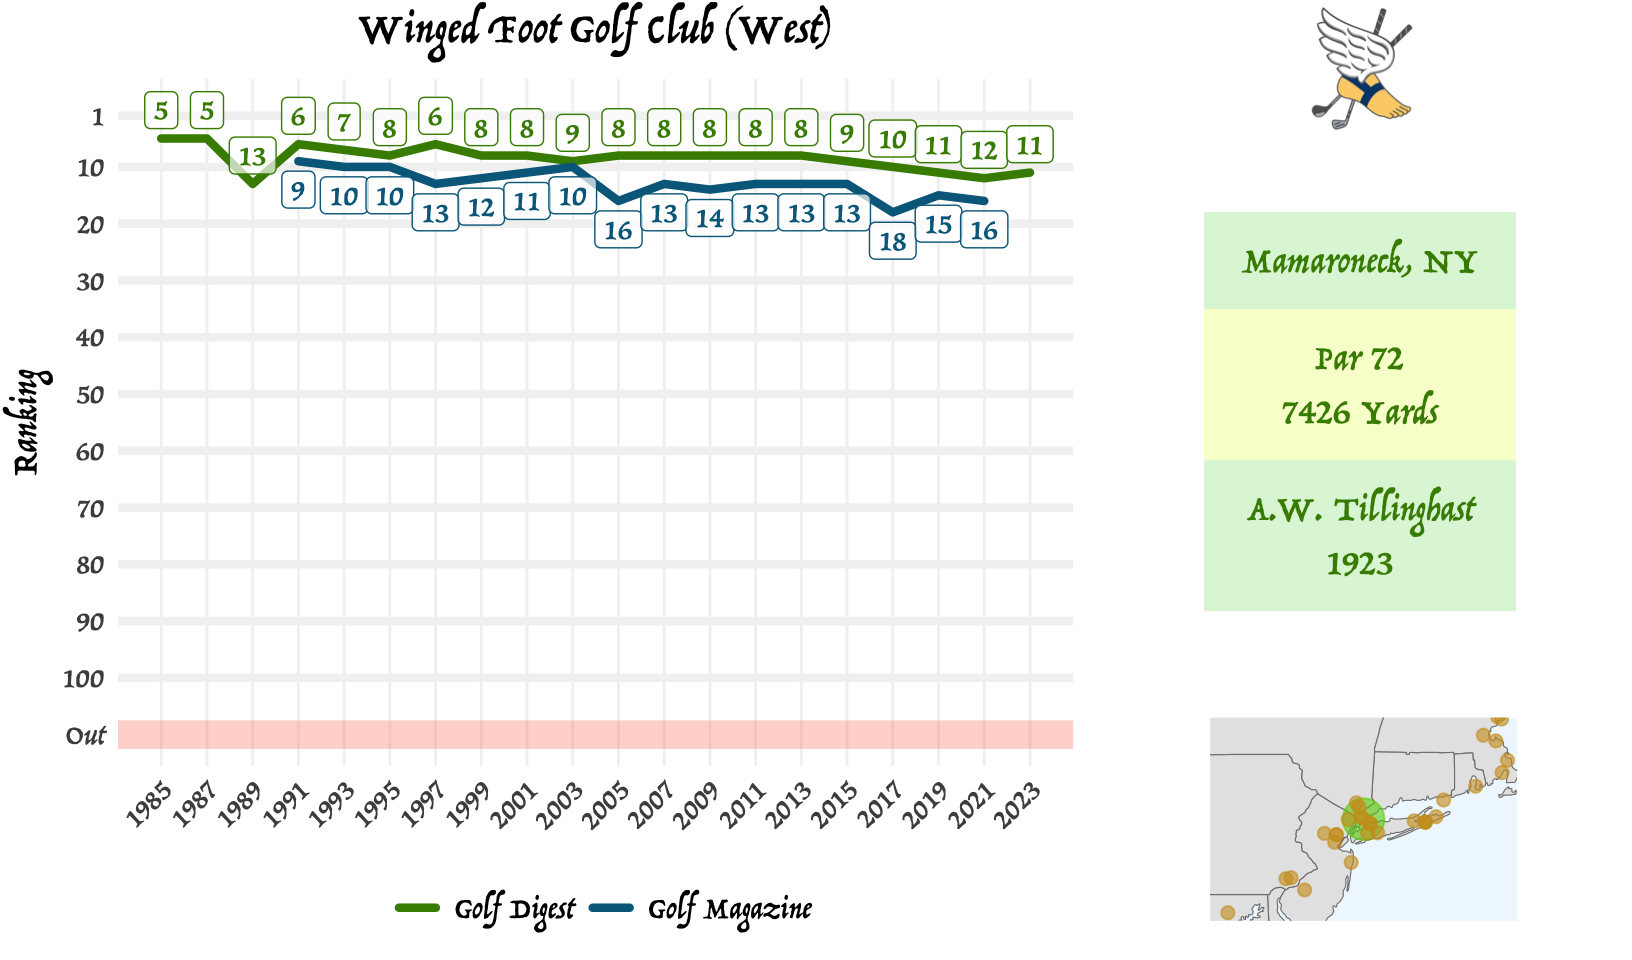 Winged Foot Golf Club (West)
Ranking
1
10
20
30
40
50
60
70
80
90
100
Out
5 5 13 6 7 8 6 8 8 9 8 8 8 8 8 9 10 11 12 11
9 10 10 13 12 11 10 16 13 14 13 13 13 18 15 16
1985 1987 1989 1991 1993 1995 1997 1999 2001 2003 2005 2007 2009 2011 2013 2015 2017 2019 2021 2023
Golf Digest Golf Magazine
Mamaroneck, NY
Par 72
7426 Yards
A.W. Tillinghast
1923